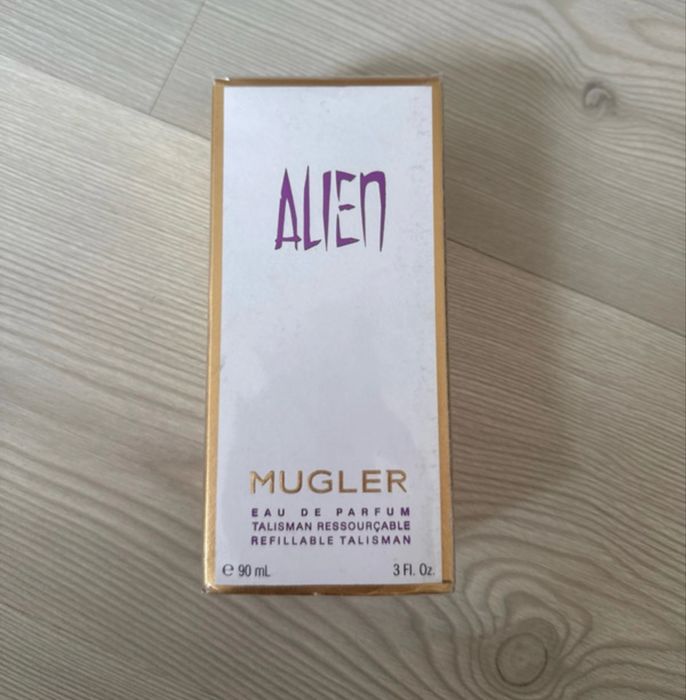 ALIEN
MUGLER
EAU DE PARFUM
TALISMAN RESSOURÇABLE
REFILLABLE TALISMAN
℮ 90 mL 3 Fl. Oz.